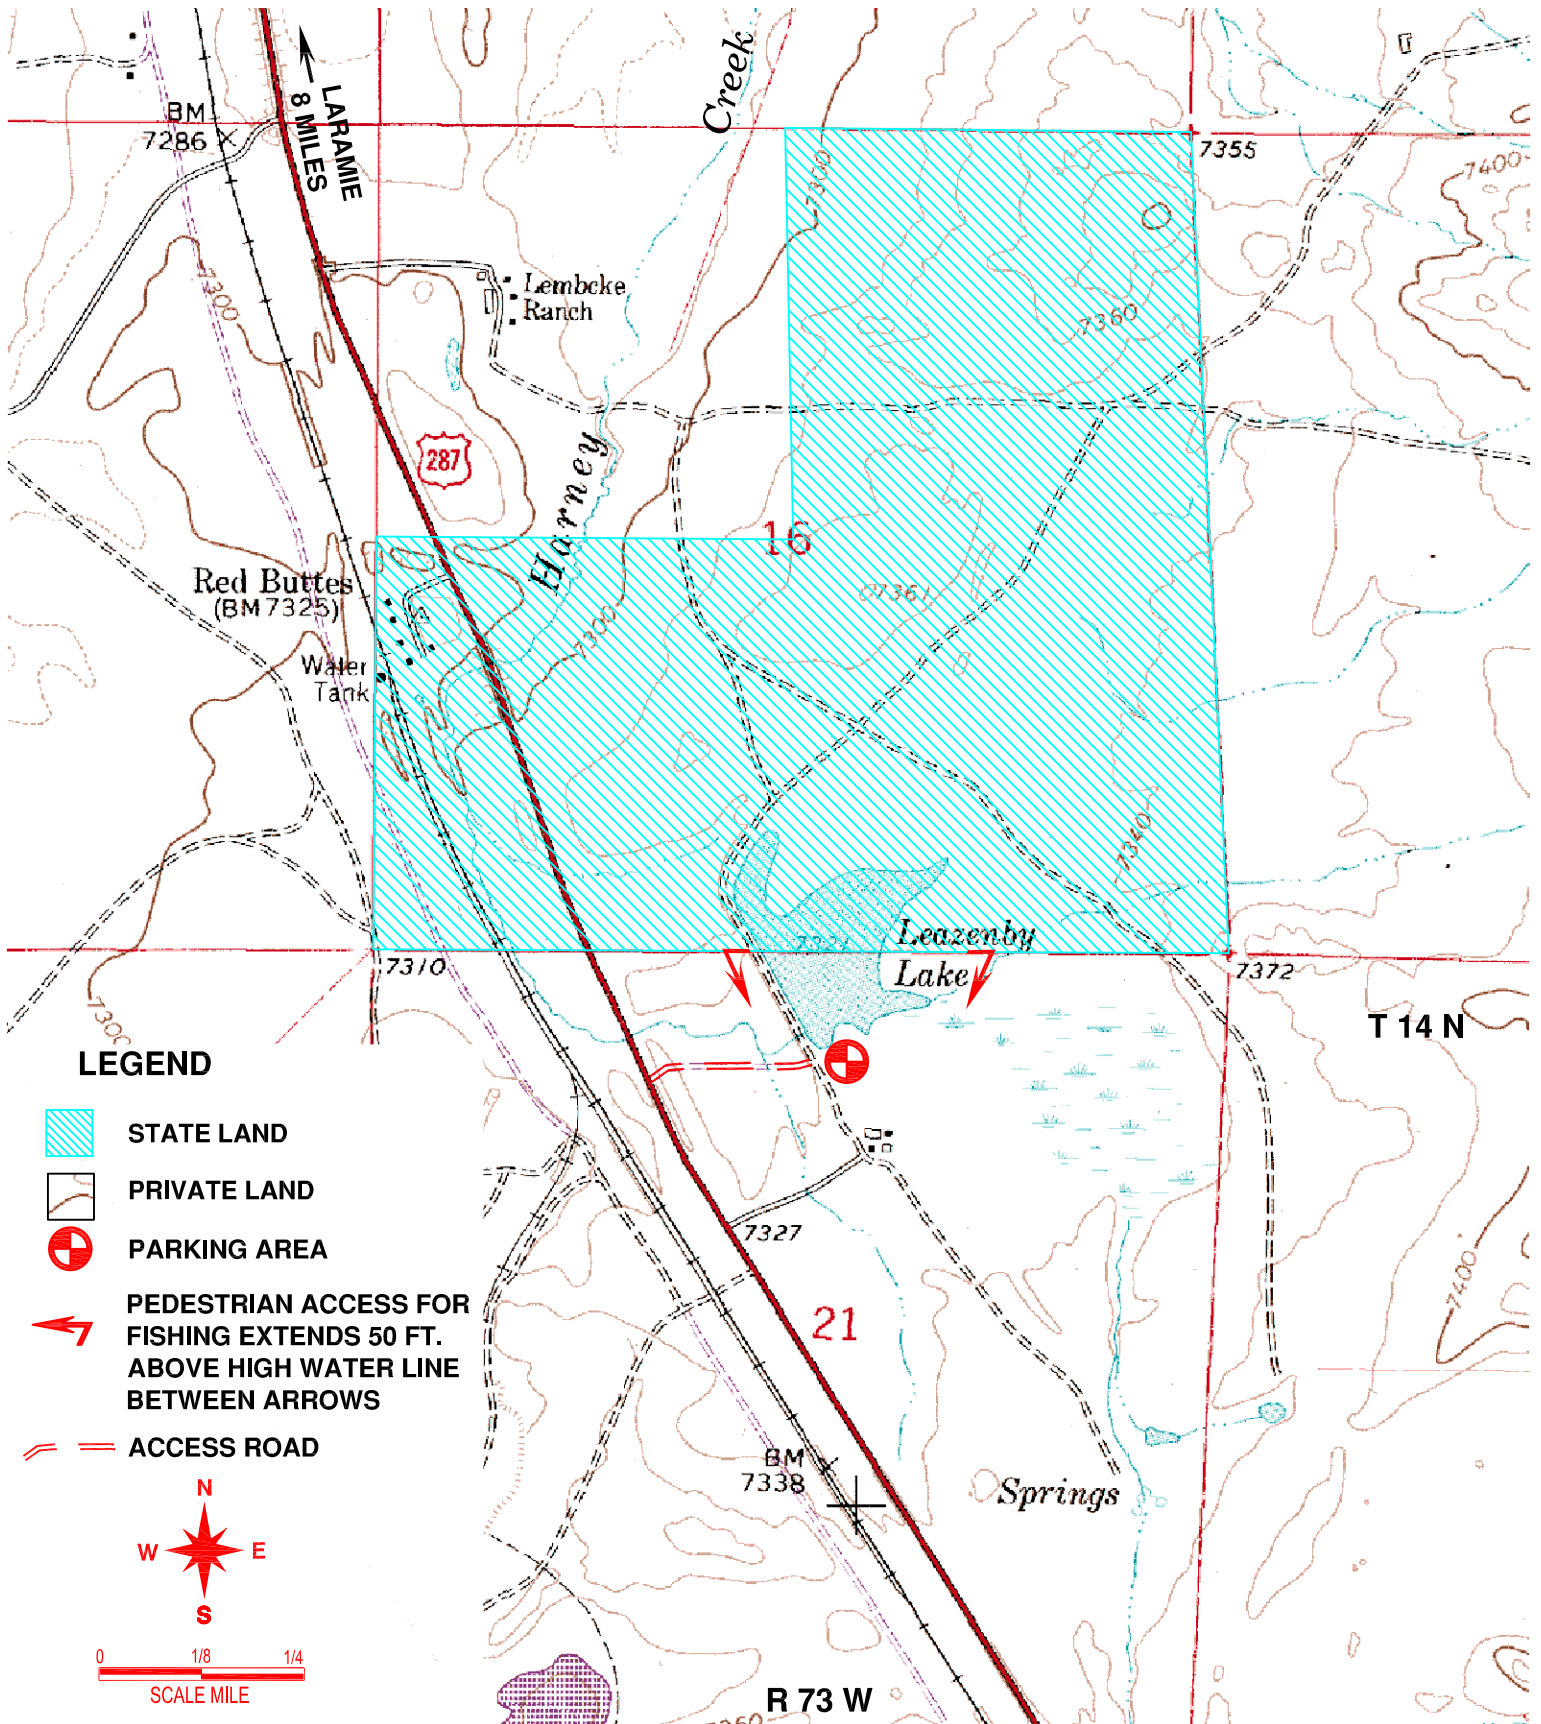 Creek
LARAMIE
8 MILES
BM
7286
7355
7400
7300
7300
Lembcke
Ranch
7360
287
Harney
16
Red Buttes
(BM 7325)
7361
7300
Water
Tank
7340
Leazenby
Lake
7310
7372
7300
T 14 N
LEGEND
STATE LAND
PRIVATE LAND
PARKING AREA
PEDESTRIAN ACCESS FOR
FISHING EXTENDS 50 FT.
ABOVE HIGH WATER LINE
BETWEEN ARROWS
ACCESS ROAD
7327
21
7400
BM
7338
Springs
N
W
E
S
0 1/8 1/4
SCALE MILE
R 73 W